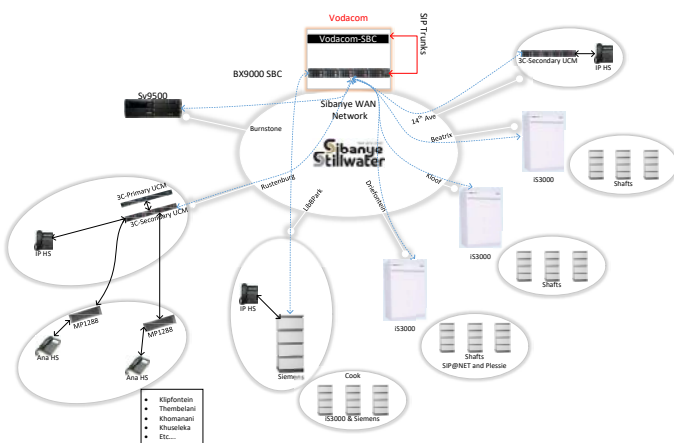 Vodacom
Vodacom-SBC
SIP Trunks
BX9000 SBC
3C-Secondary UCM
IP HS
Sv9500
Sibanye WAN
Network
14th Ave
Burnstone
Beatrix
Sibanye
Stillwater
iS3000
Shafts
Rustenburg
LibBPark
Driefontein
Kloof
3C-Primary UCM
3C-Secondary UCM
IP HS
iS3000
Shafts
IP HS
MP1288
MP1288
Ana HS
Ana HS
Siemens
iS3000
Shafts
SIP@NET and Plessie
Cook
iS3000 & Siemens
• Klipfontein
• Thembelani
• Khomanani
• Khuseleka
• Etc....